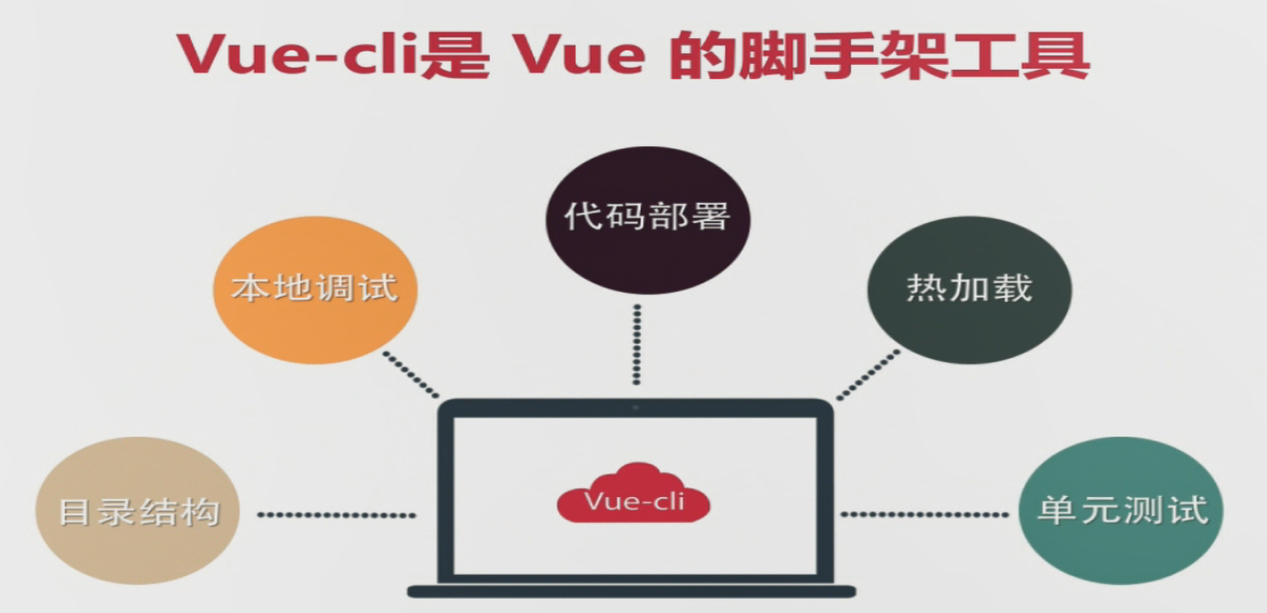 Vue-cli是 Vue 的脚手架工具
代码部署
本地调试
热加载
Vue-cli
目录结构
单元测试